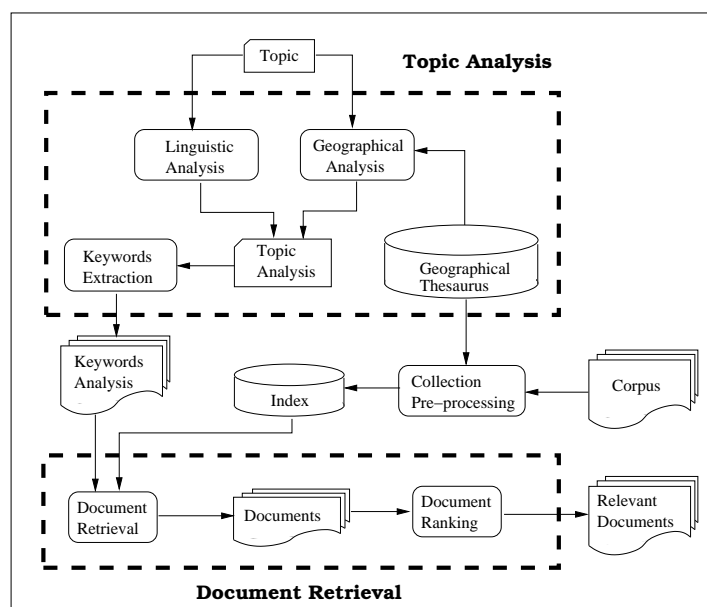 Topic
Topic Analysis
Linguistic
Analysis
Geographical
Analysis
Keywords
Extraction
Topic
Analysis
Geographical
Thesaurus
Keywords
Analysis
Index
Collection
Pre−processing
Corpus
Document
Retrieval
Documents
Document
Ranking
Relevant
Documents
Document Retrieval